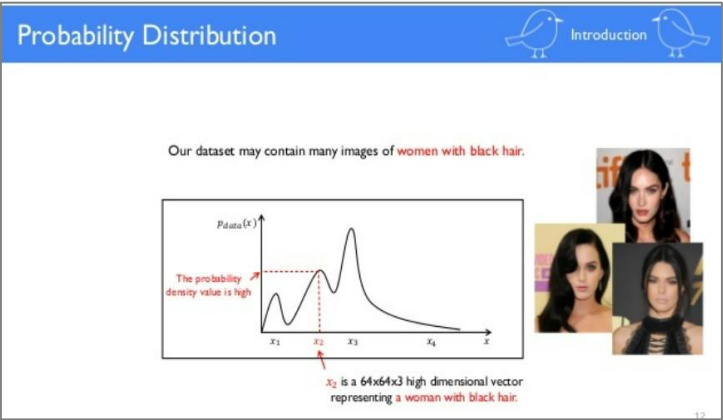 Probability Distribution
Introduction
Our dataset may contain many images of women with black hair.
p_data(x)
The probability
density value is high
x₁ x₂ x₃ x₄ x
x₂ is a 64x64x3 high dimensional vector
representing a woman with black hair.
12